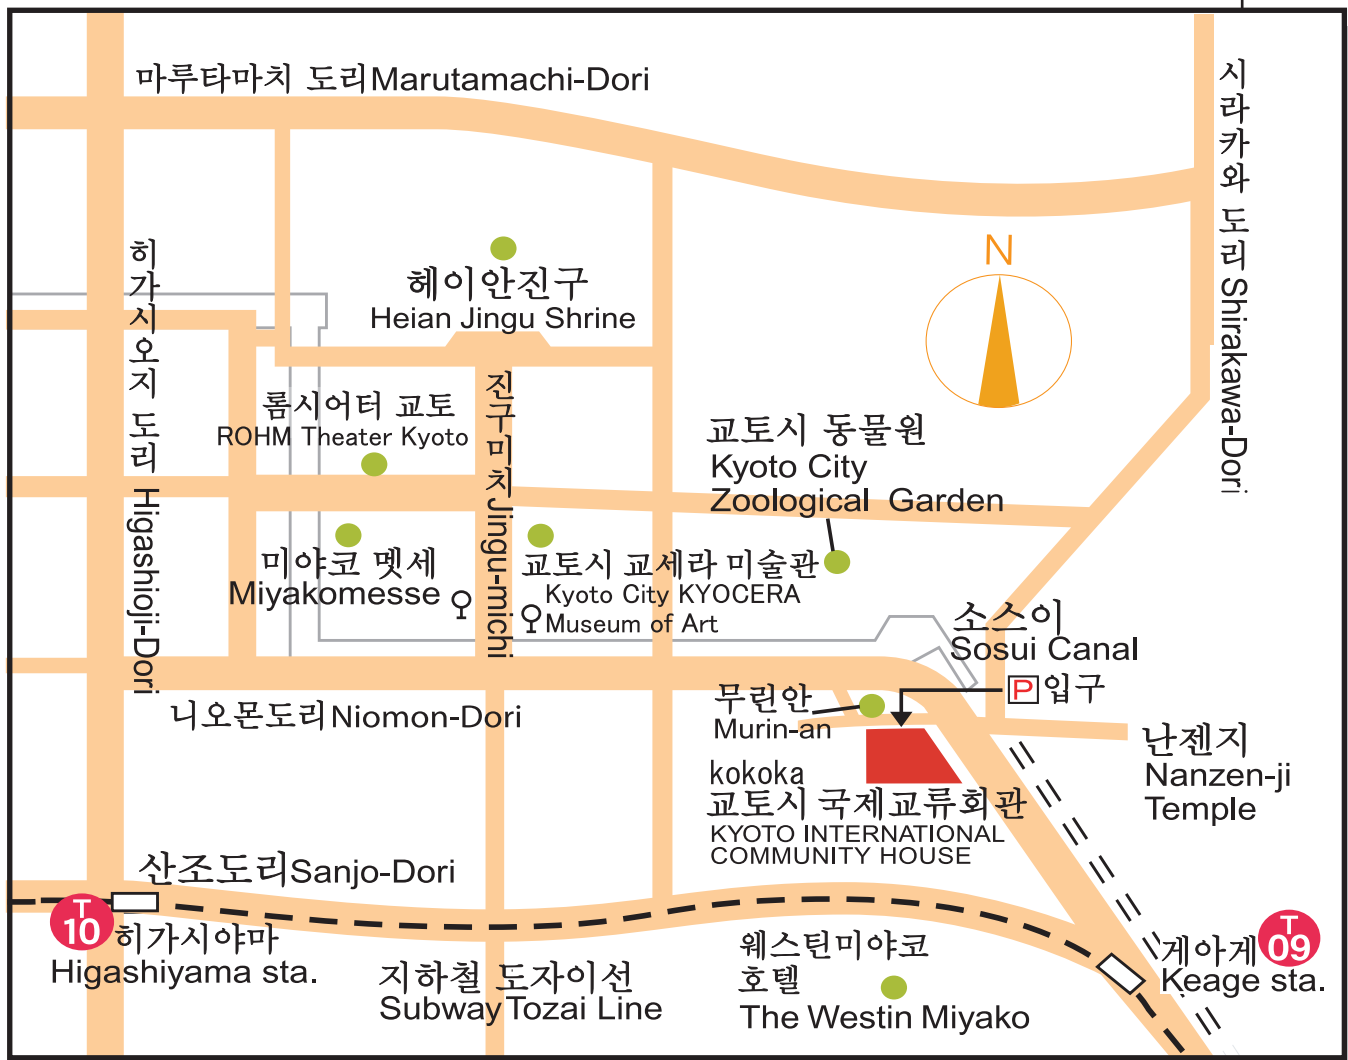 마루타마치 도리Marutamachi-Dori
시라카와 도리Shirakawa-Dori
N
히가시오지 도리 Higashioji-Dori
헤이안진구
Heian Jingu Shrine
진구미치Jingu-michi
롬시어터 교토
ROHM Theater Kyoto
교토시 동물원
Kyoto City
Zoological Garden
미야코 멧세
Miyakomesse
교토시 교세라 미술관
Kyoto City KYOCERA
Museum of Art
소스이
Sosui Canal
P입구
니오몬도리Niomon-Dori
무린안
Murin-an
난젠지
Nanzen-ji
Temple
kokoka
교토시 국제교류회관
KYOTO INTERNATIONAL
COMMUNITY HOUSE
산조도리Sanjo-Dori
T
10
히가시야마
Higashiyama sta.
지하철 도자이선
Subway Tozai Line
웨스틴미야코
호텔
The Westin Miyako
T
09
게아게
Keage sta.